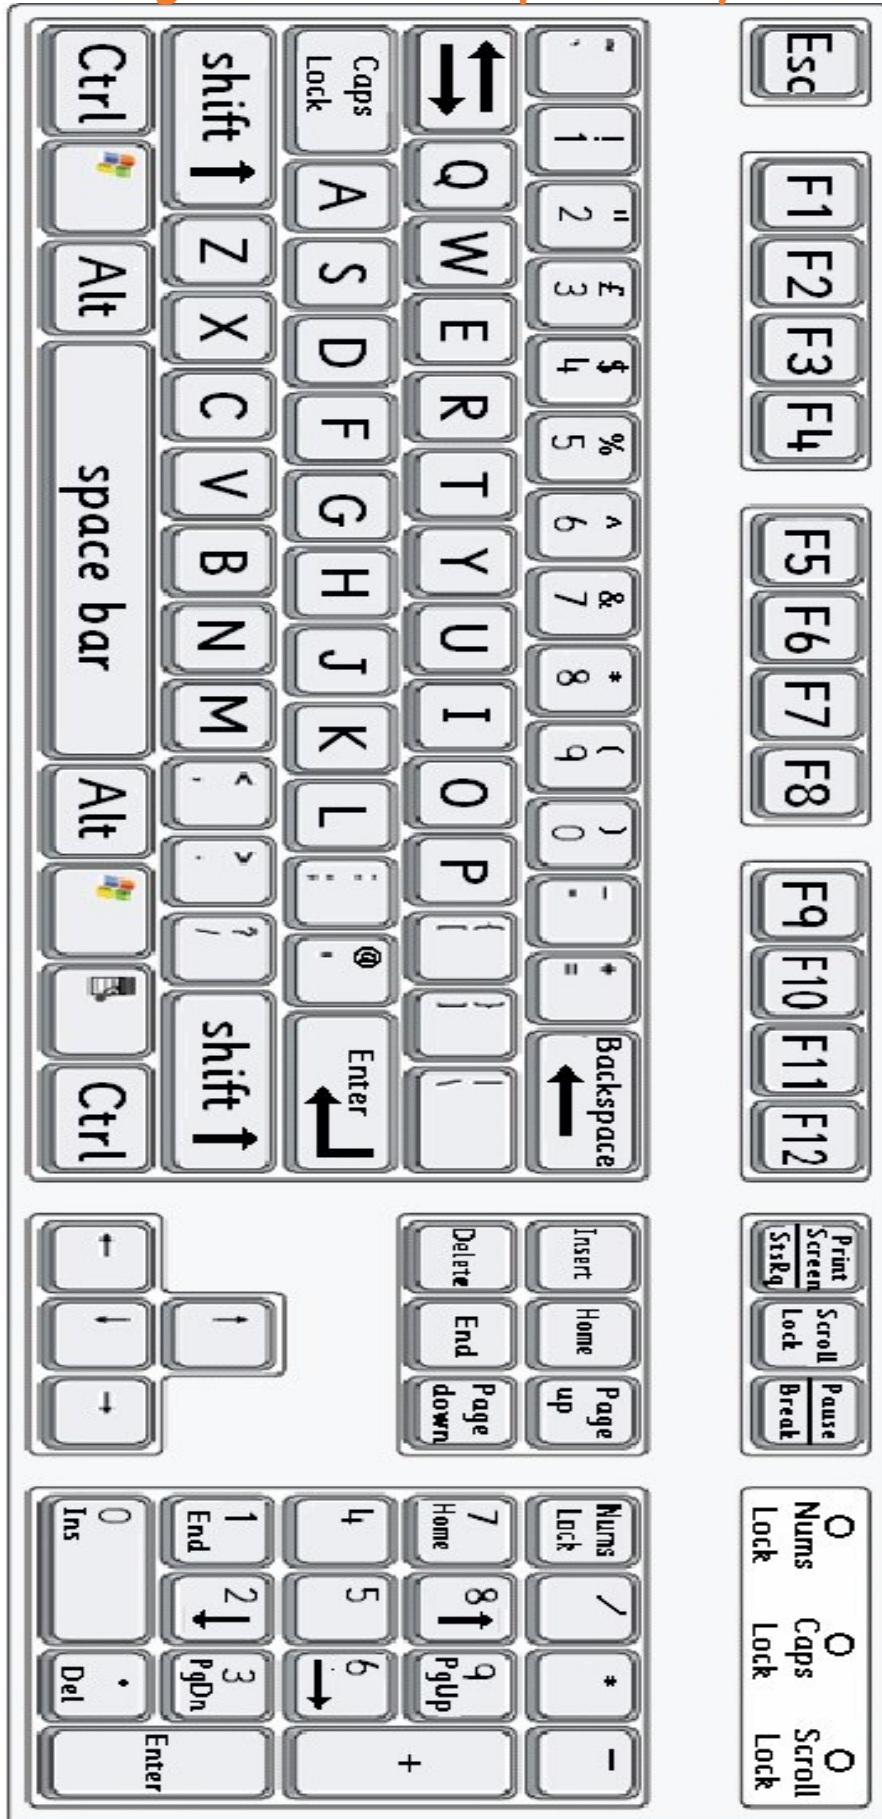 Esc F1 F2 F3 F4 F5 F6 F7 F8 F9 F10 F11 F12
Print Screen StsRq
Scroll Lock
Pause Break
Nums Lock
Caps Lock
Scroll Lock
! 1
" 2
£ 3
$ 4
% 5
^ 6
& 7
* 8
( 9
) 0
+ =
Backspace
Insert
Home
Page up
Nums Lock
/ * -
Q W E R T Y U I O P
{ [
} ]
| \
Delete
End
Page down
7 Home
8
9 PgUp
+
Caps Lock
A S D F G H J K L
: ;
@ '
Enter
4
5
6
shift
Z X C V B N M
< ,
> .
? /
shift
1 End
2
3 PgDn
Enter
Ctrl
Alt
space bar
Alt
Ctrl
0 Ins
. Del